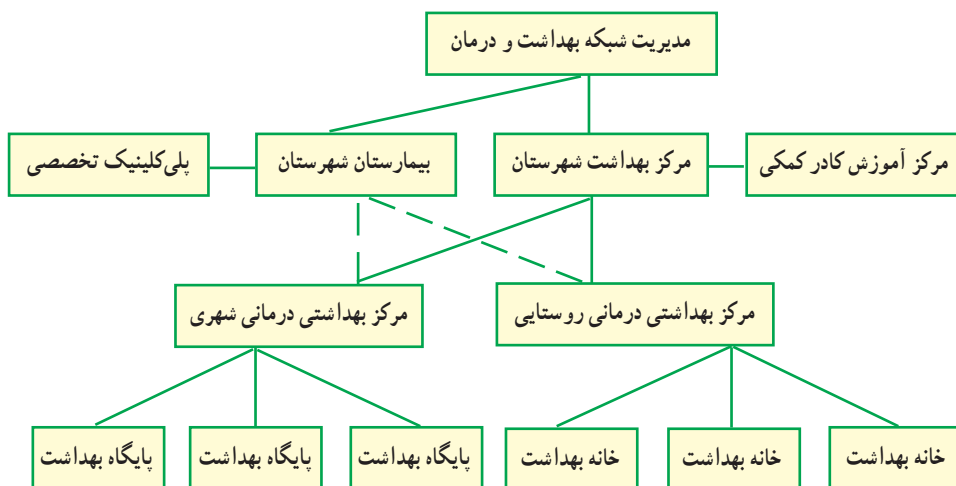 مدیریت شبکه بهداشت و درمان
مرکز آموزش کادر کمکی
مرکز بهداشت شهرستان
بیمارستان شهرستان
پلی‌کلینیک تخصصی
مرکز بهداشتی درمانی روستایی
مرکز بهداشتی درمانی شهری
خانه بهداشت
خانه بهداشت
خانه بهداشت
پایگاه بهداشت
پایگاه بهداشت
پایگاه بهداشت